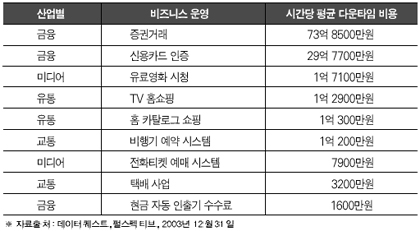 산업별 비즈니스 운영 시간당 평균 다운타임 비용
금융 증권거래 73억 8500만원
금융 신용카드 인증 29억 7700만원
미디어 유료영화 시청 1억 7100만원
유통 TV 홈쇼핑 1억 2900만원
유통 홈 카탈로그 쇼핑 1억 300만원
교통 비행기 예약 시스템 1억 200만원
미디어 전화티켓 예매 시스템 7900만원
교통 택배 사업 3200만원
금융 현금 자동 인출기 수수료 1600만원
※ 자료출처 : 데이터퀘스트, 펄스펙티브, 2003년 12월 31일